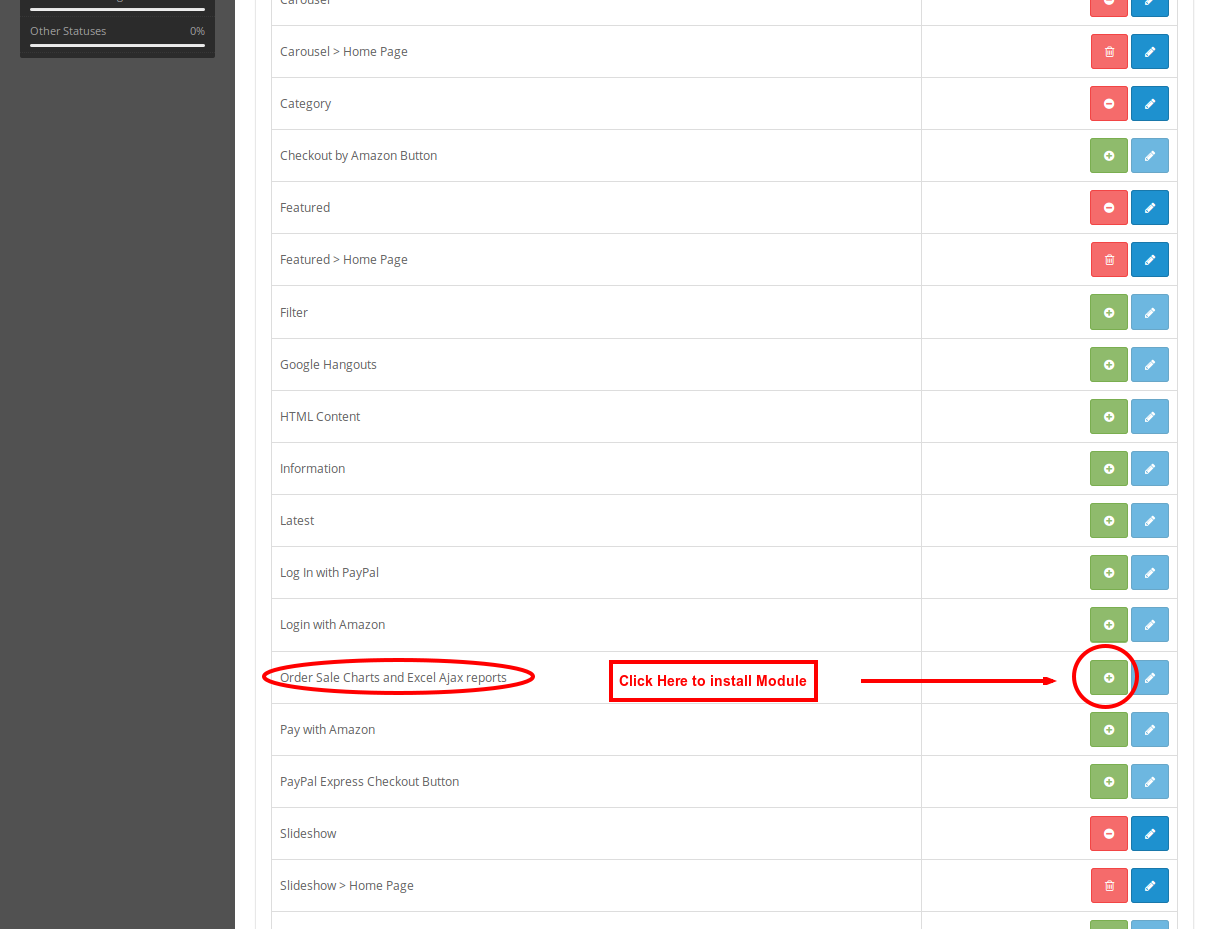 Carousel
Other Statuses 0%
Carousel > Home Page
Category
Checkout by Amazon Button
Featured
Featured > Home Page
Filter
Google Hangouts
HTML Content
Information
Latest
Log In with PayPal
Login with Amazon
Order Sale Charts and Excel Ajax reports
Click Here to install Module
Pay with Amazon
PayPal Express Checkout Button
Slideshow
Slideshow > Home Page